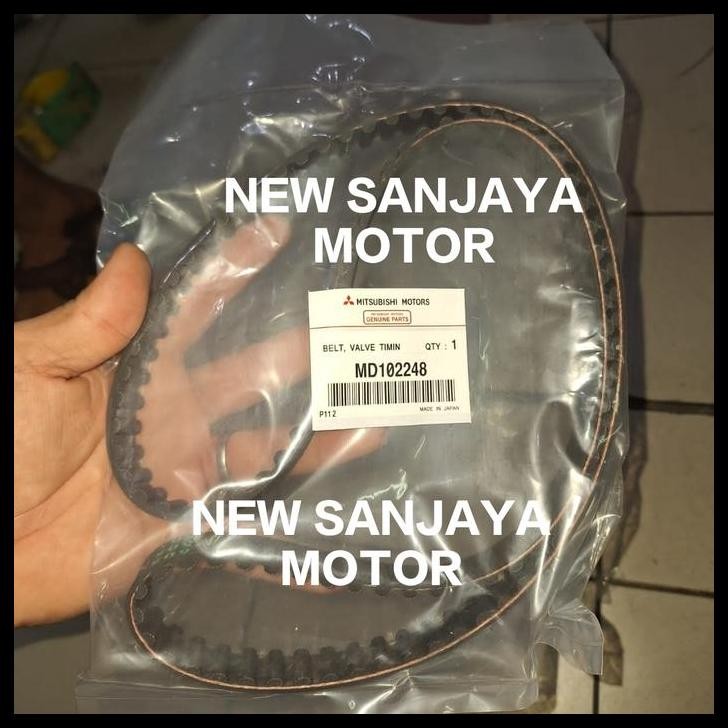 NEW SANJAYA
MOTOR
MITSUBISHI MOTORS
GENUINE PARTS
BELT, VALVE TIMIN QTY : 1
MD102248
P112
MADE IN JAPAN
NEW SANJAYA
MOTOR